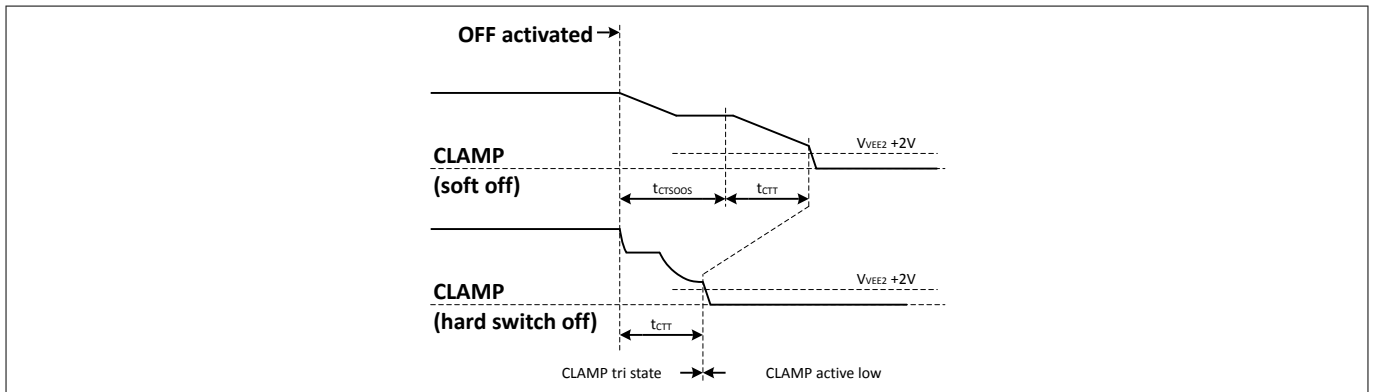 OFF activated
VVEE2 +2V
CLAMP
(soft off)
tCTSOOS
tCTT
VVEE2 +2V
CLAMP
(hard switch off)
tCTT
CLAMP tri state
CLAMP active low